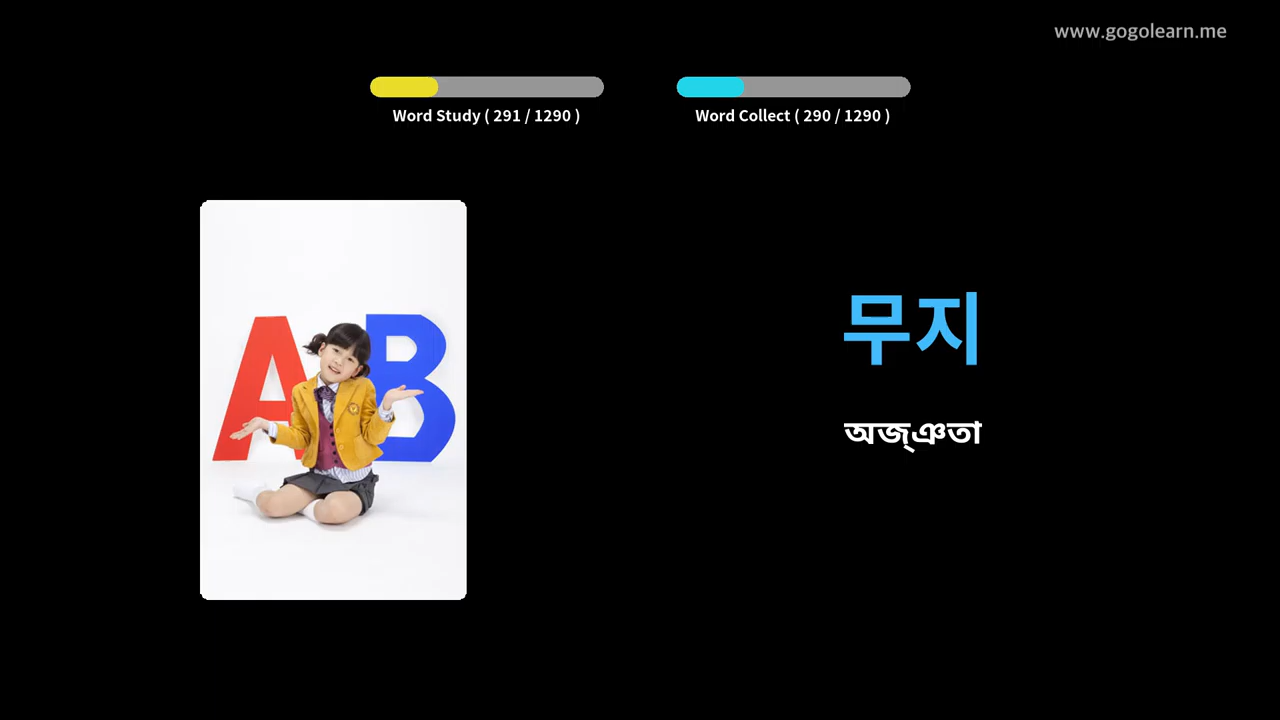 www.gogolearn.me
Word Study ( 291 / 1290 )
Word Collect ( 290 / 1290 )
A B
무지
অজ্ঞতা